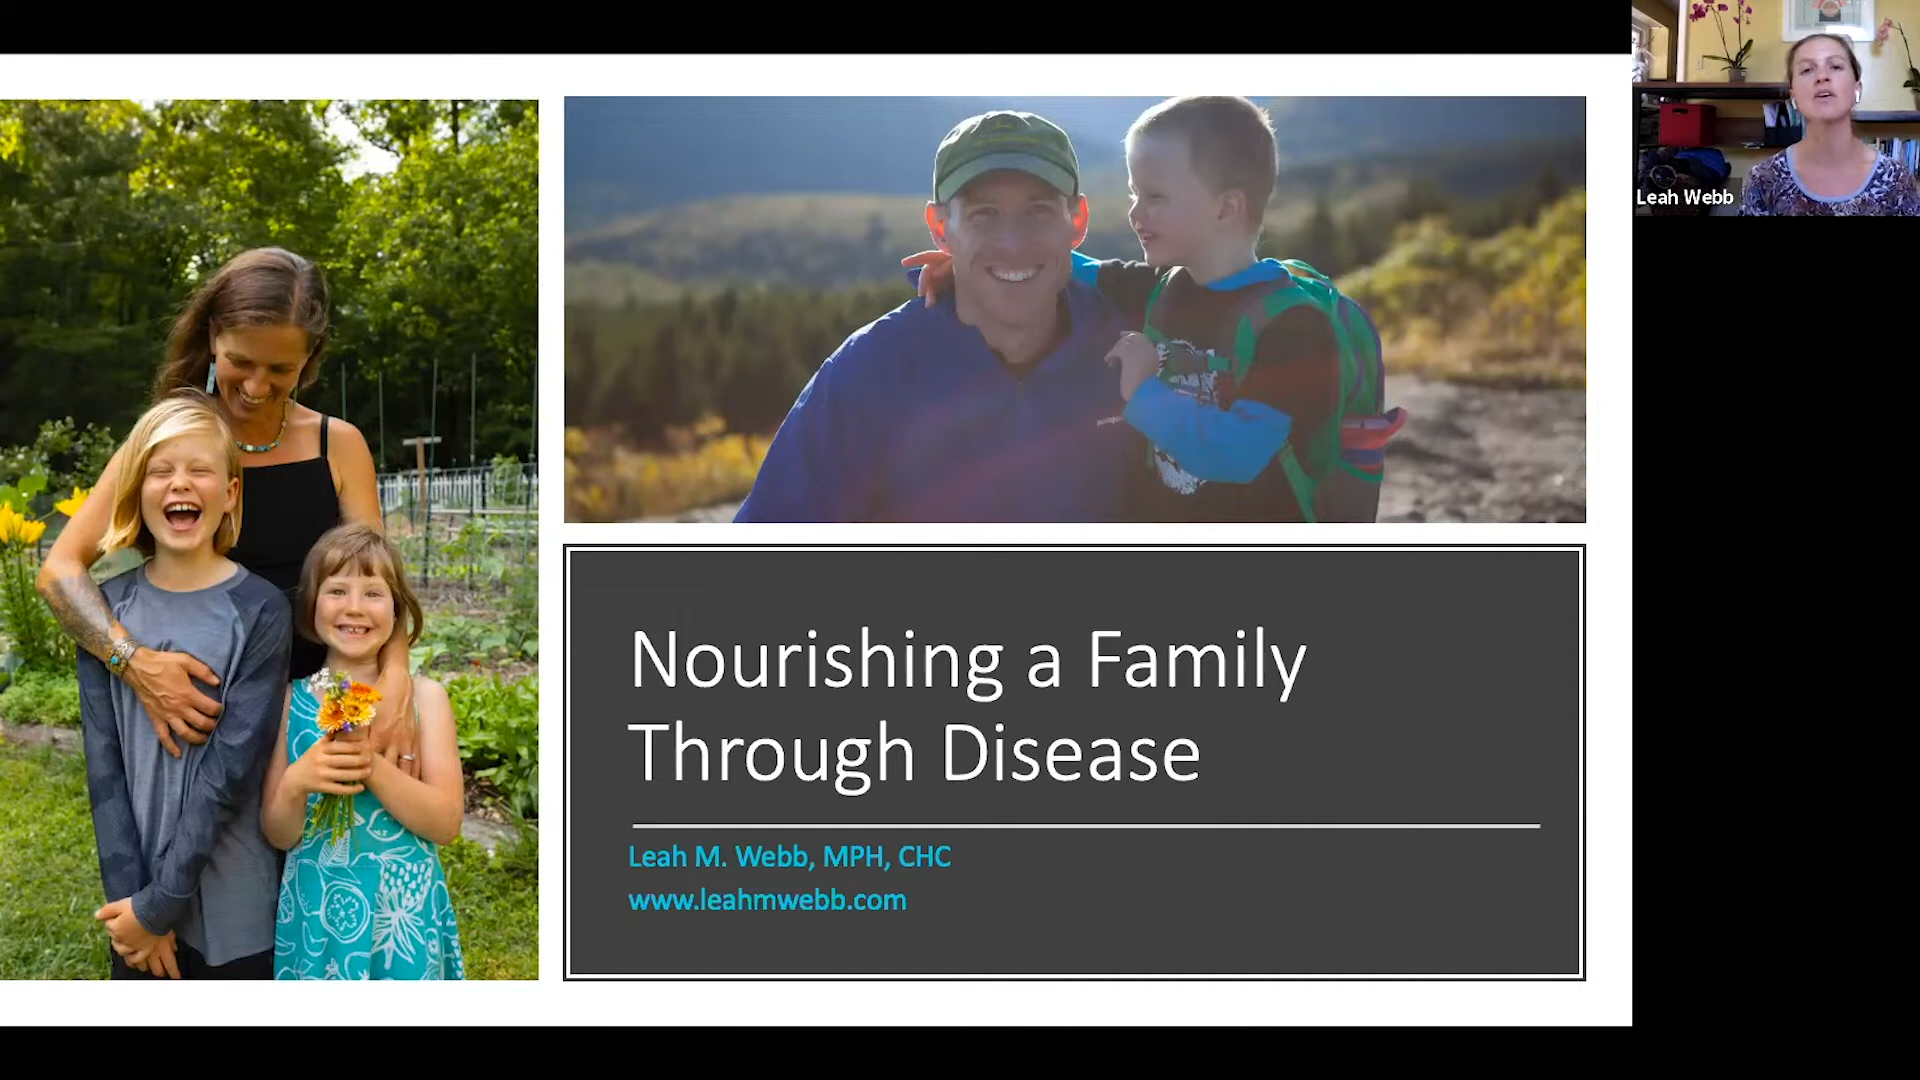 Leah Webb
Nourishing a Family
Through Disease
Leah M. Webb, MPH, CHC
www.leahmwebb.com